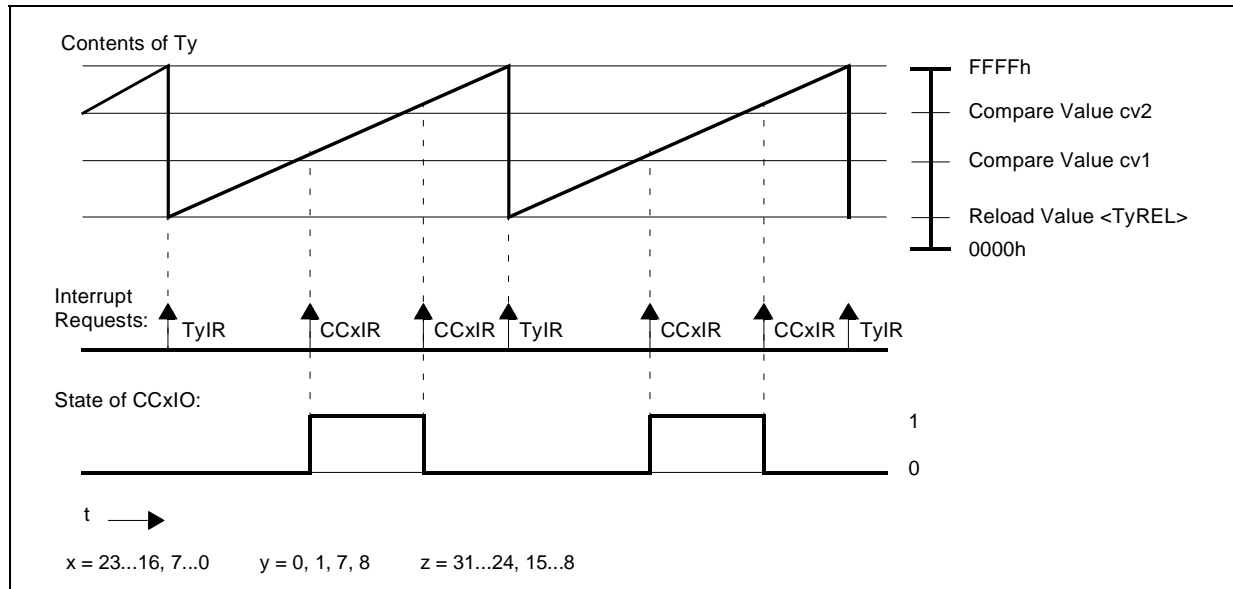 Contents of Ty
FFFFh
Compare Value cv2
Compare Value cv1
Reload Value <TyREL>
0000h
Interrupt
Requests:
TyIR
CCxIR
CCxIR
TyIR
CCxIR
CCxIR
TyIR
State of CCxIO:
1
0
t
x = 23...16, 7...0 y = 0, 1, 7, 8 z = 31...24, 15...8